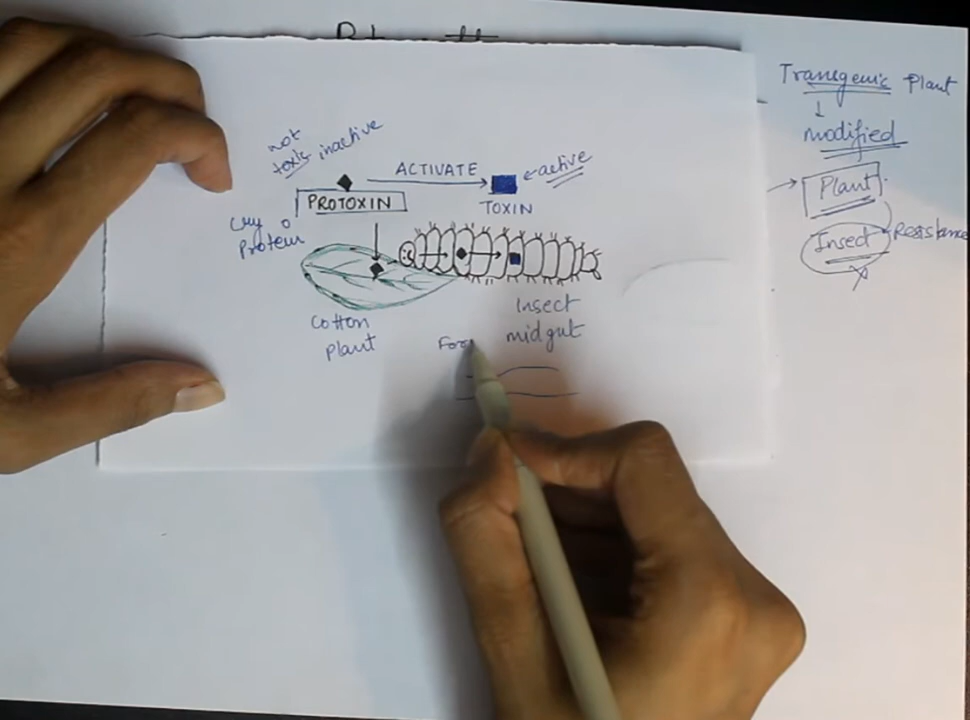 Transgenic Plant
modified
Plant
Insect
Resistance
not
toxic inactive
ACTIVATE
active
PROTOXIN
TOXIN
Cry
Protein
Cotton
plant
Insect
midgut